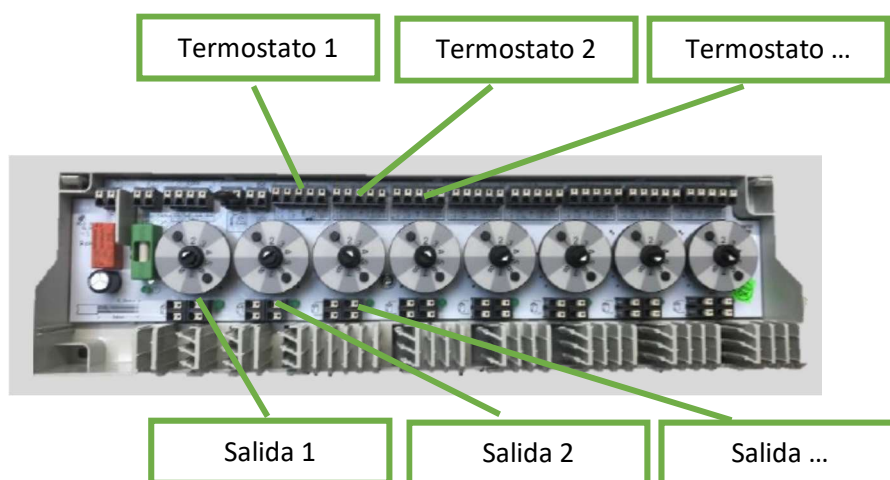 Termostato 1
Termostato 2
Termostato …
Salida 1
Salida 2
Salida …